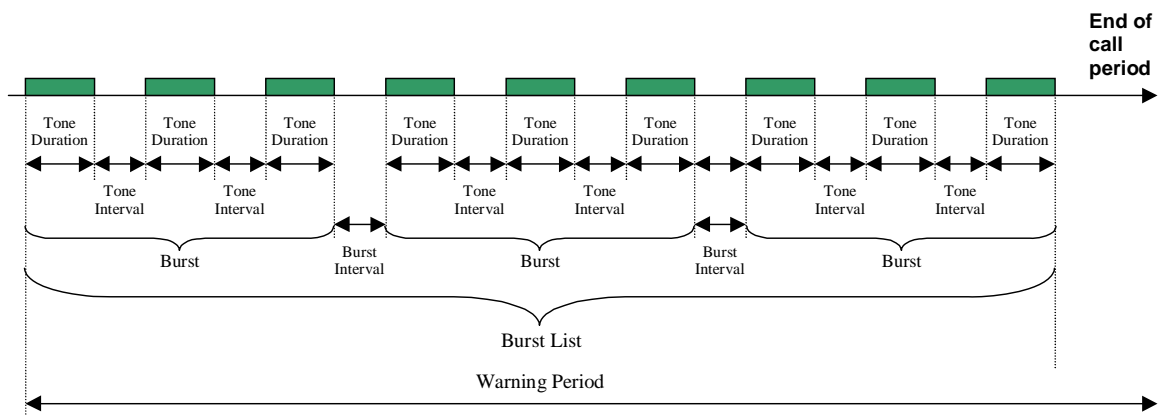 End of
call
period
Tone
Duration
Tone
Duration
Tone
Duration
Tone
Duration
Tone
Duration
Tone
Duration
Tone
Duration
Tone
Duration
Tone
Duration
Tone
Interval
Tone
Interval
Tone
Interval
Tone
Interval
Tone
Interval
Tone
Interval
Burst
Burst
Interval
Burst
Burst
Interval
Burst
Burst List
Warning Period